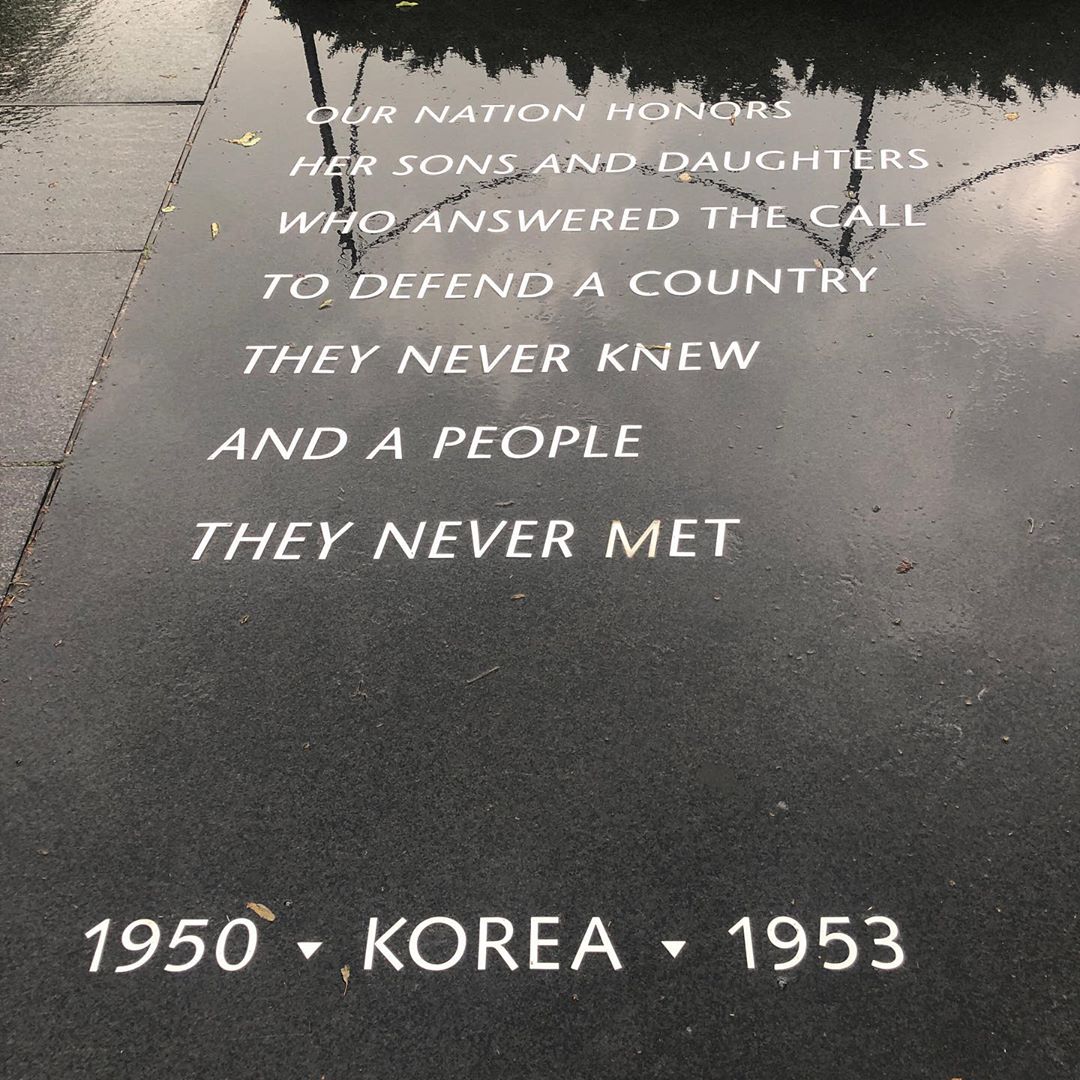 OUR NATION HONORS
HER SONS AND DAUGHTERS
WHO ANSWERED THE CALL
TO DEFEND A COUNTRY
THEY NEVER KNEW
AND A PEOPLE
THEY NEVER MET
1950 ▾ KOREA ▾ 1953